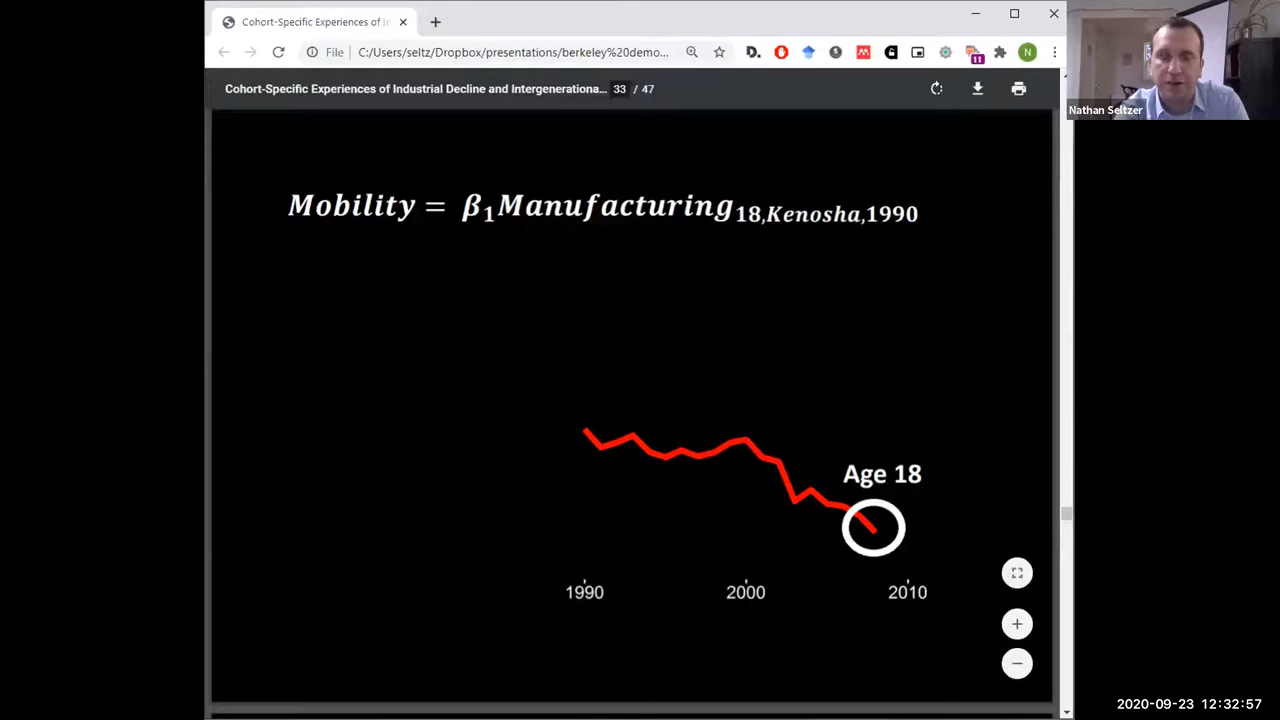 Cohort-Specific Experiences of In
File
C:/Users/seltz/Dropbox/presentations/berkeley%20demo...
D.
11
N
Cohort-Specific Experiences of Industrial Decline and Intergenerationa... 33 / 47
Nathan Seltzer
Mobility = β₁Manufacturing₁₈,Kenosha,1990
Age 18
1990 2000 2010
2020-09-23 12:32:57